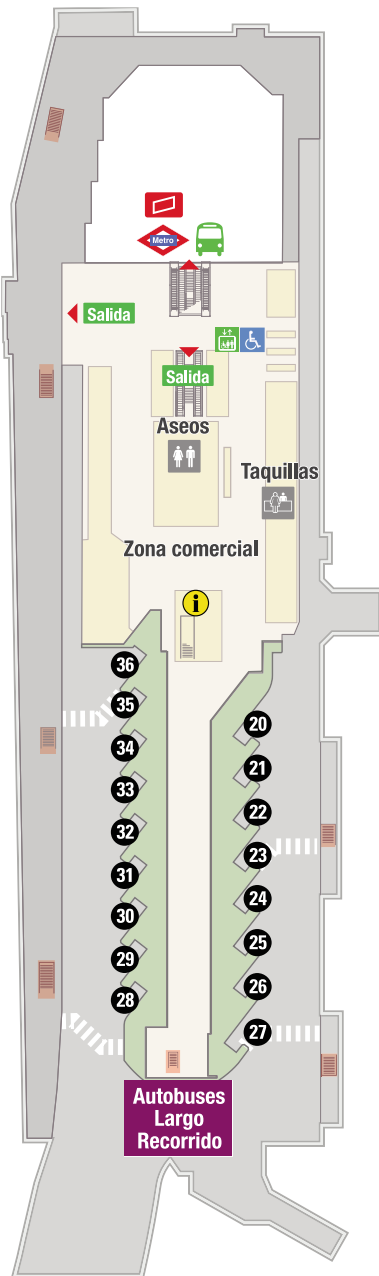 Metro
Salida
Salida
Aseos
Taquillas
Zona comercial
i
36
35
34
33
32
31
30
29
28
20
21
22
23
24
25
26
27
Autobuses
Largo
Recorrido